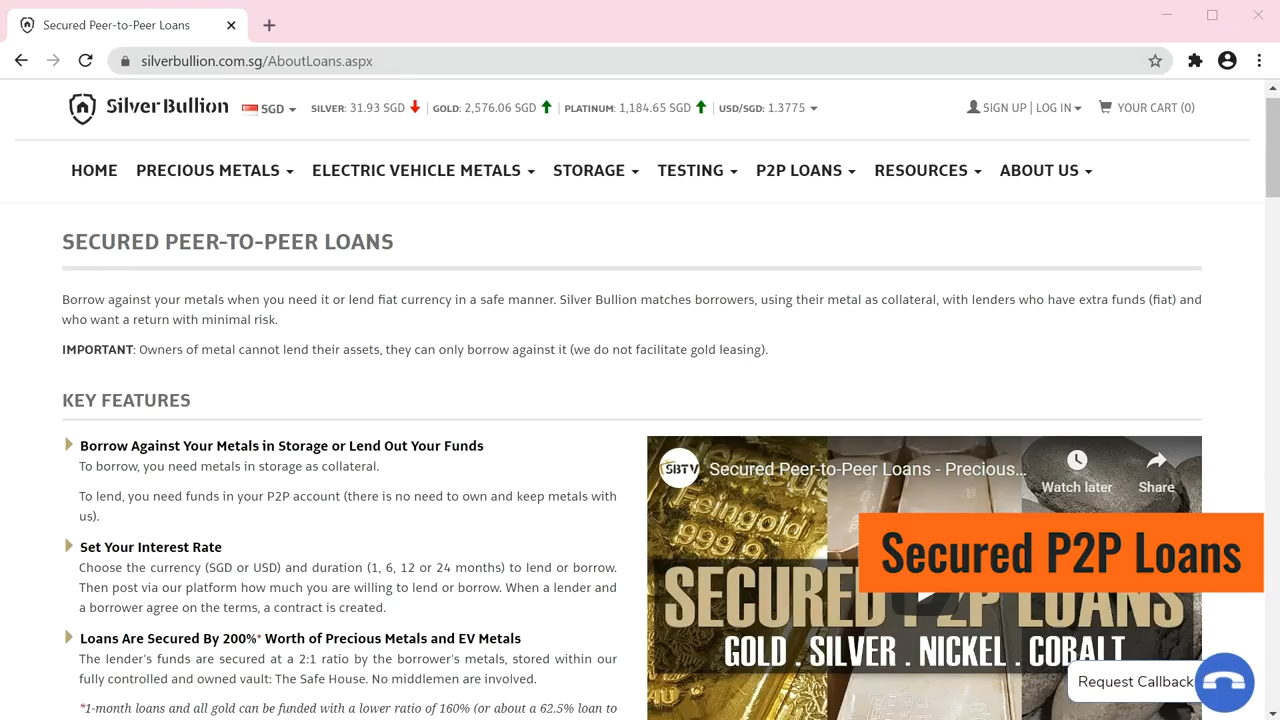 Secured Peer-to-Peer Loans
silverbullion.com.sg/AboutLoans.aspx
Silver Bullion SGD SILVER: 31.93 SGD GOLD: 2,576.06 SGD PLATINUM: 1,184.65 SGD USD/SGD: 1.3775 SIGN UP | LOG IN YOUR CART (0)
HOME PRECIOUS METALS ELECTRIC VEHICLE METALS STORAGE TESTING P2P LOANS RESOURCES ABOUT US
SECURED PEER-TO-PEER LOANS
Borrow against your metals when you need it or lend fiat currency in a safe manner. Silver Bullion matches borrowers, using their metal as collateral, with lenders who have extra funds (fiat) and
who want a return with minimal risk.
IMPORTANT: Owners of metal cannot lend their assets, they can only borrow against it (we do not facilitate gold leasing).
KEY FEATURES
Borrow Against Your Metals in Storage or Lend Out Your Funds
To borrow, you need metals in storage as collateral.
To lend, you need funds in your P2P account (there is no need to own and keep metals with
us).
Set Your Interest Rate
Choose the currency (SGD or USD) and duration (1, 6, 12 or 24 months) to lend or borrow.
Then post via our platform how much you are willing to lend or borrow. When a lender and
a borrower agree on the terms, a contract is created.
Loans Are Secured By 200%* Worth of Precious Metals and EV Metals
The lender's funds are secured at a 2:1 ratio by the borrower's metals, stored within our
fully controlled and owned vault: The Safe House. No middlemen are involved.
*1-month loans and all gold can be funded with a lower ratio of 160% (or about a 62.5% loan to
SBTV
Secured Peer-to-Peer Loans - Precious...
Watch later
Share
Feingold
999.9
Secured P2P Loans
SECURED P2P LOANS
GOLD . SILVER . NICKEL . COBALT
Request Callback